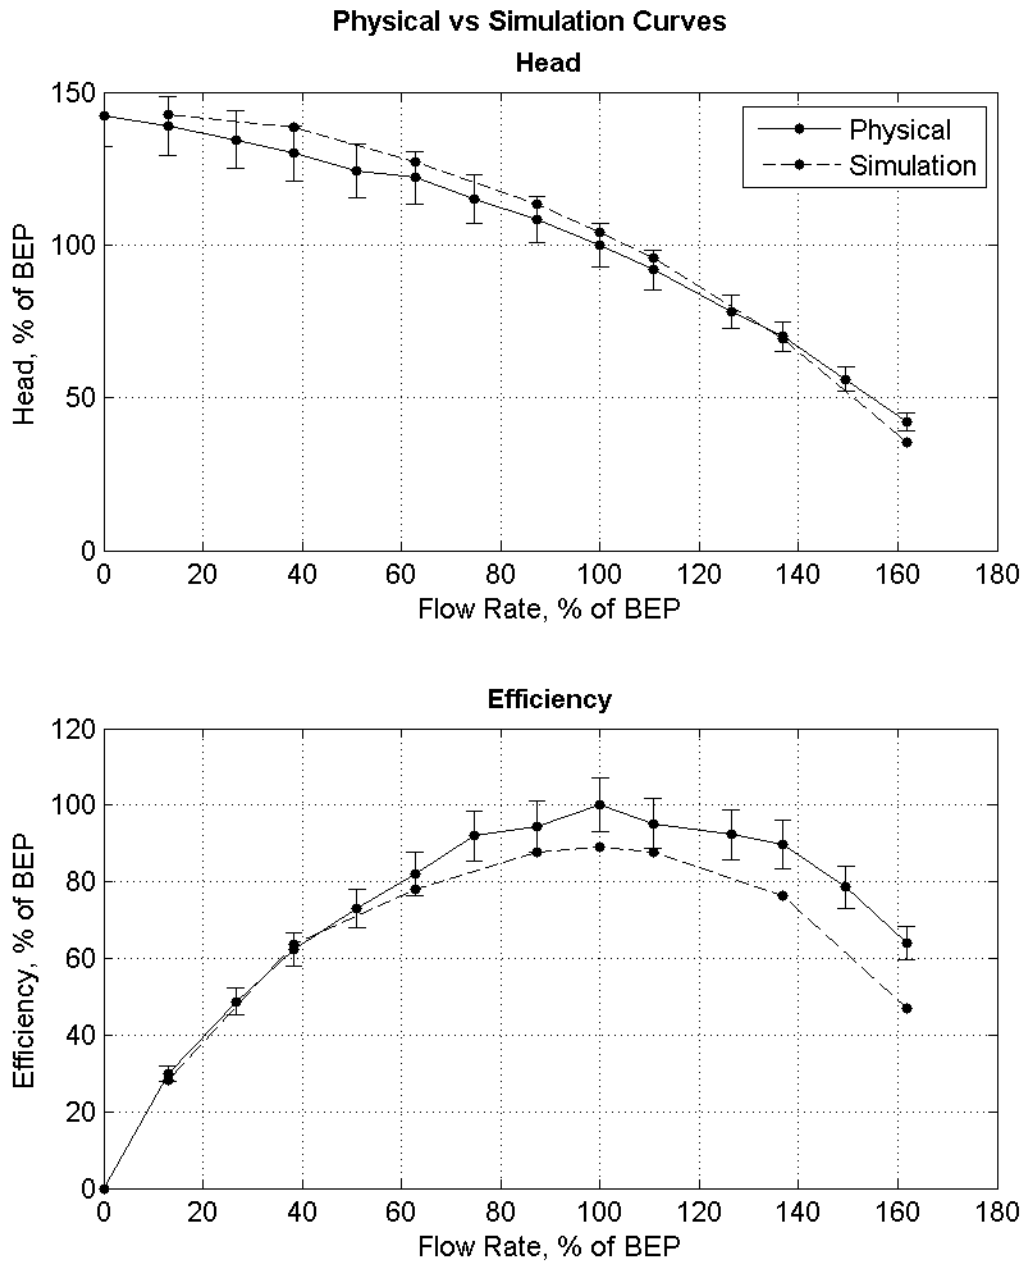 Physical vs Simulation Curves
Head
150
100
50
0
Head, % of BEP
Physical
Simulation
0 20 40 60 80 100 120 140 160 180
Flow Rate, % of BEP
Efficiency
120
100
80
60
40
20
0
Efficiency, % of BEP
0 20 40 60 80 100 120 140 160 180
Flow Rate, % of BEP